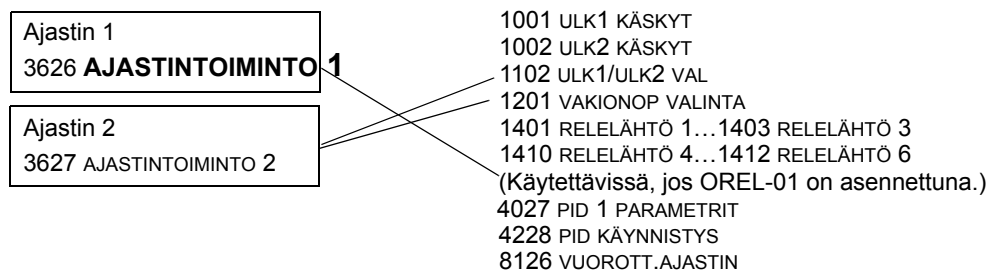 Ajastin 1
3626 AJASTINTOIMINTO 1
Ajastin 2
3627 AJASTINTOIMINTO 2
1001 ULK1 KÄSKYT
1002 ULK2 KÄSKYT
1102 ULK1/ULK2 VAL
1201 VAKIONOP VALINTA
1401 RELELÄHTÖ 1…1403 RELELÄHTÖ 3
1410 RELELÄHTÖ 4…1412 RELELÄHTÖ 6
(Käytettävissä, jos OREL-01 on asennettuna.)
4027 PID 1 PARAMETRIT
4228 PID KÄYNNISTYS
8126 VUOROTT.AJASTIN